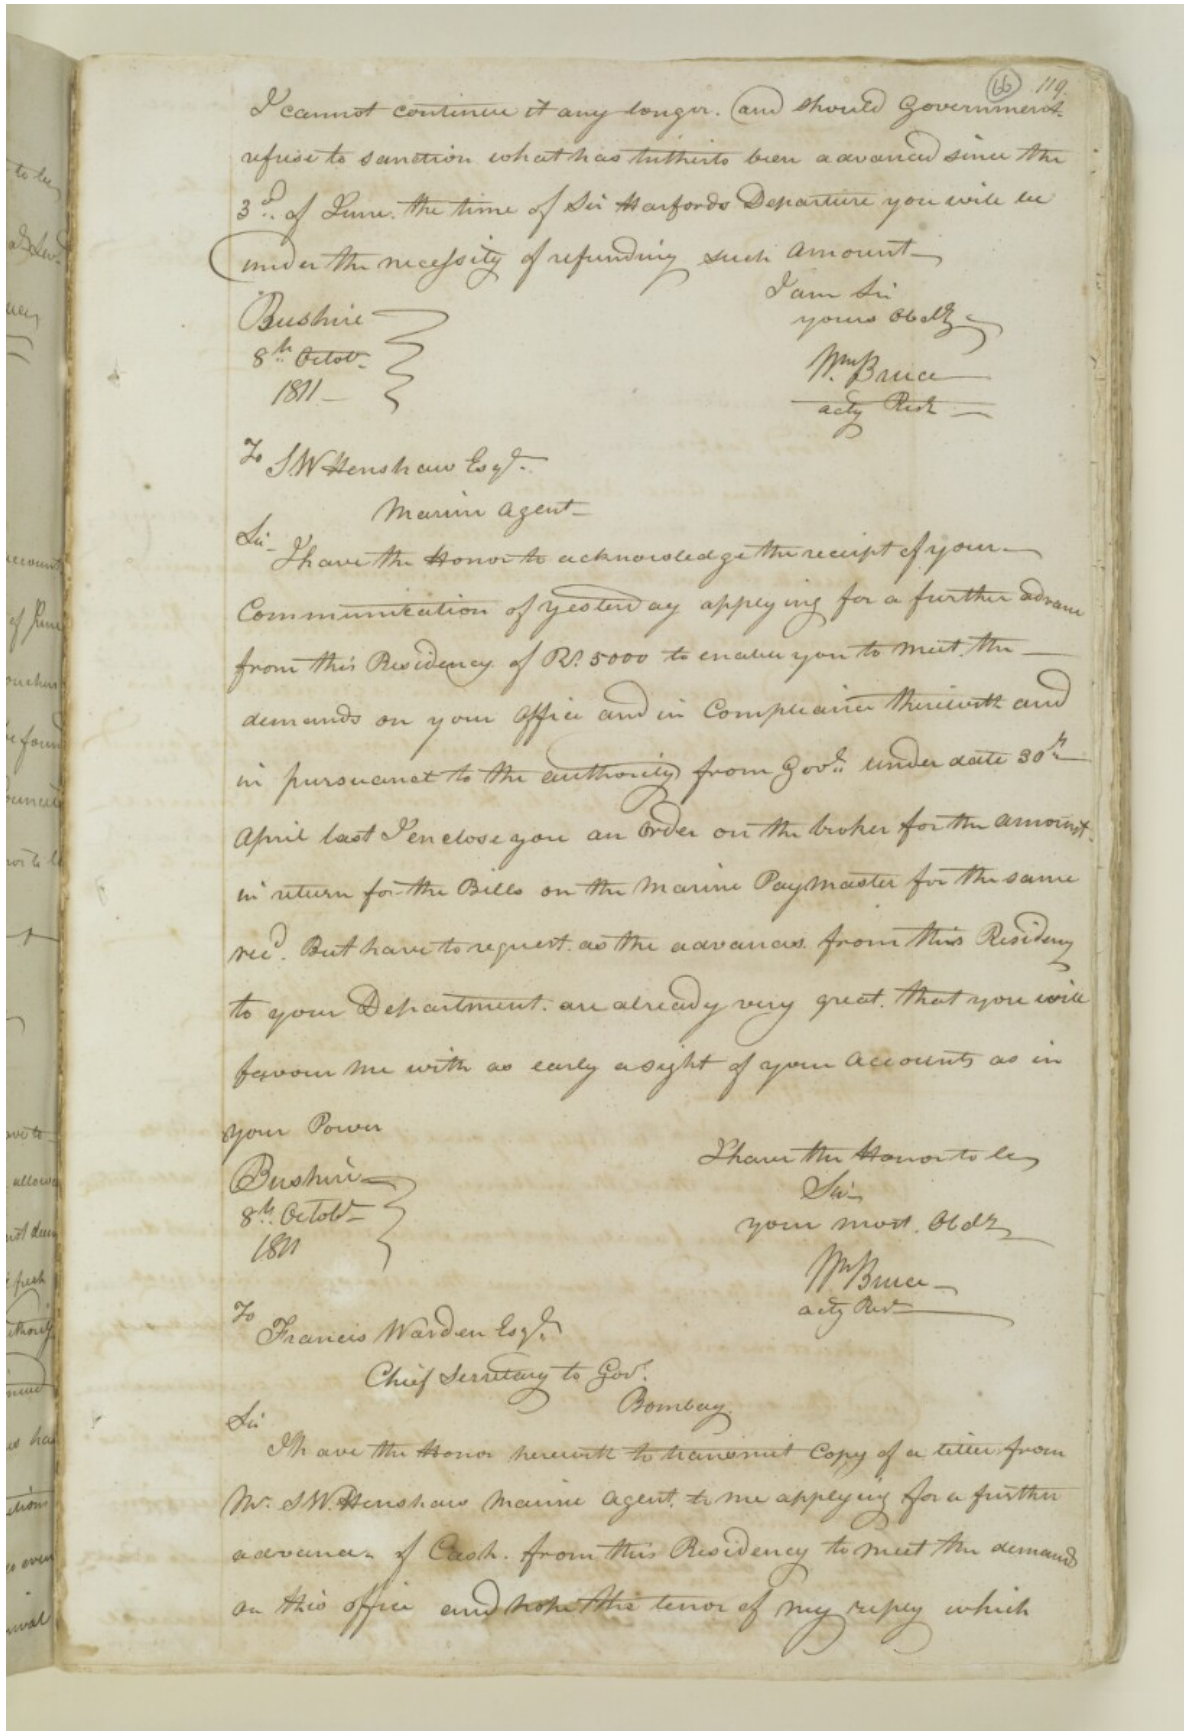 66 119.
I cannot continue it any longer. and should Government
refuse to sanction what has hitherto been advanced since the
3d. of June. the time of Sir Harfords Departure you will be
under the necessity of refunding such amount
I am Sir
yours Obdt
Bushire
8th Octobr.
1811
Wm. Bruce
actg Resdt
To S.W. Henshaw Esqr.
Marine Agent
Sir
I have the Honor to acknowledge the receipt of your
Communication of yesterday applying for a further advance
from this Residency of Rs. 5000 to enable you to meet the
demands on your office and in Compliance therewith and
in pursuance to the authority from Govt. under date 30th
April last I enclose you an order on the broker for the amount.
in return for the Bills on the Marine Paymaster for the same
recd. But have to request. as the advances from this Residency
to your Department. are already very great. that you will
favour me with as early a sight of your accounts as in
your Power
I have the Honor to be
Sir
your most. Obdt
Bushire
8th. Octobr
1811
Wm. Bruce
actg Rest
To Francis Warden Esqr.
Chief Secretary to Govt.
Bombay.
Sir
I Have the Honor herewith to transmit Copy of a letter from
Mr. S.W. Henshaw Marine Agent. to me applying for a further
advance of Cash. from this Residency to meet the demands
on this office and hope the tenor of my reply which